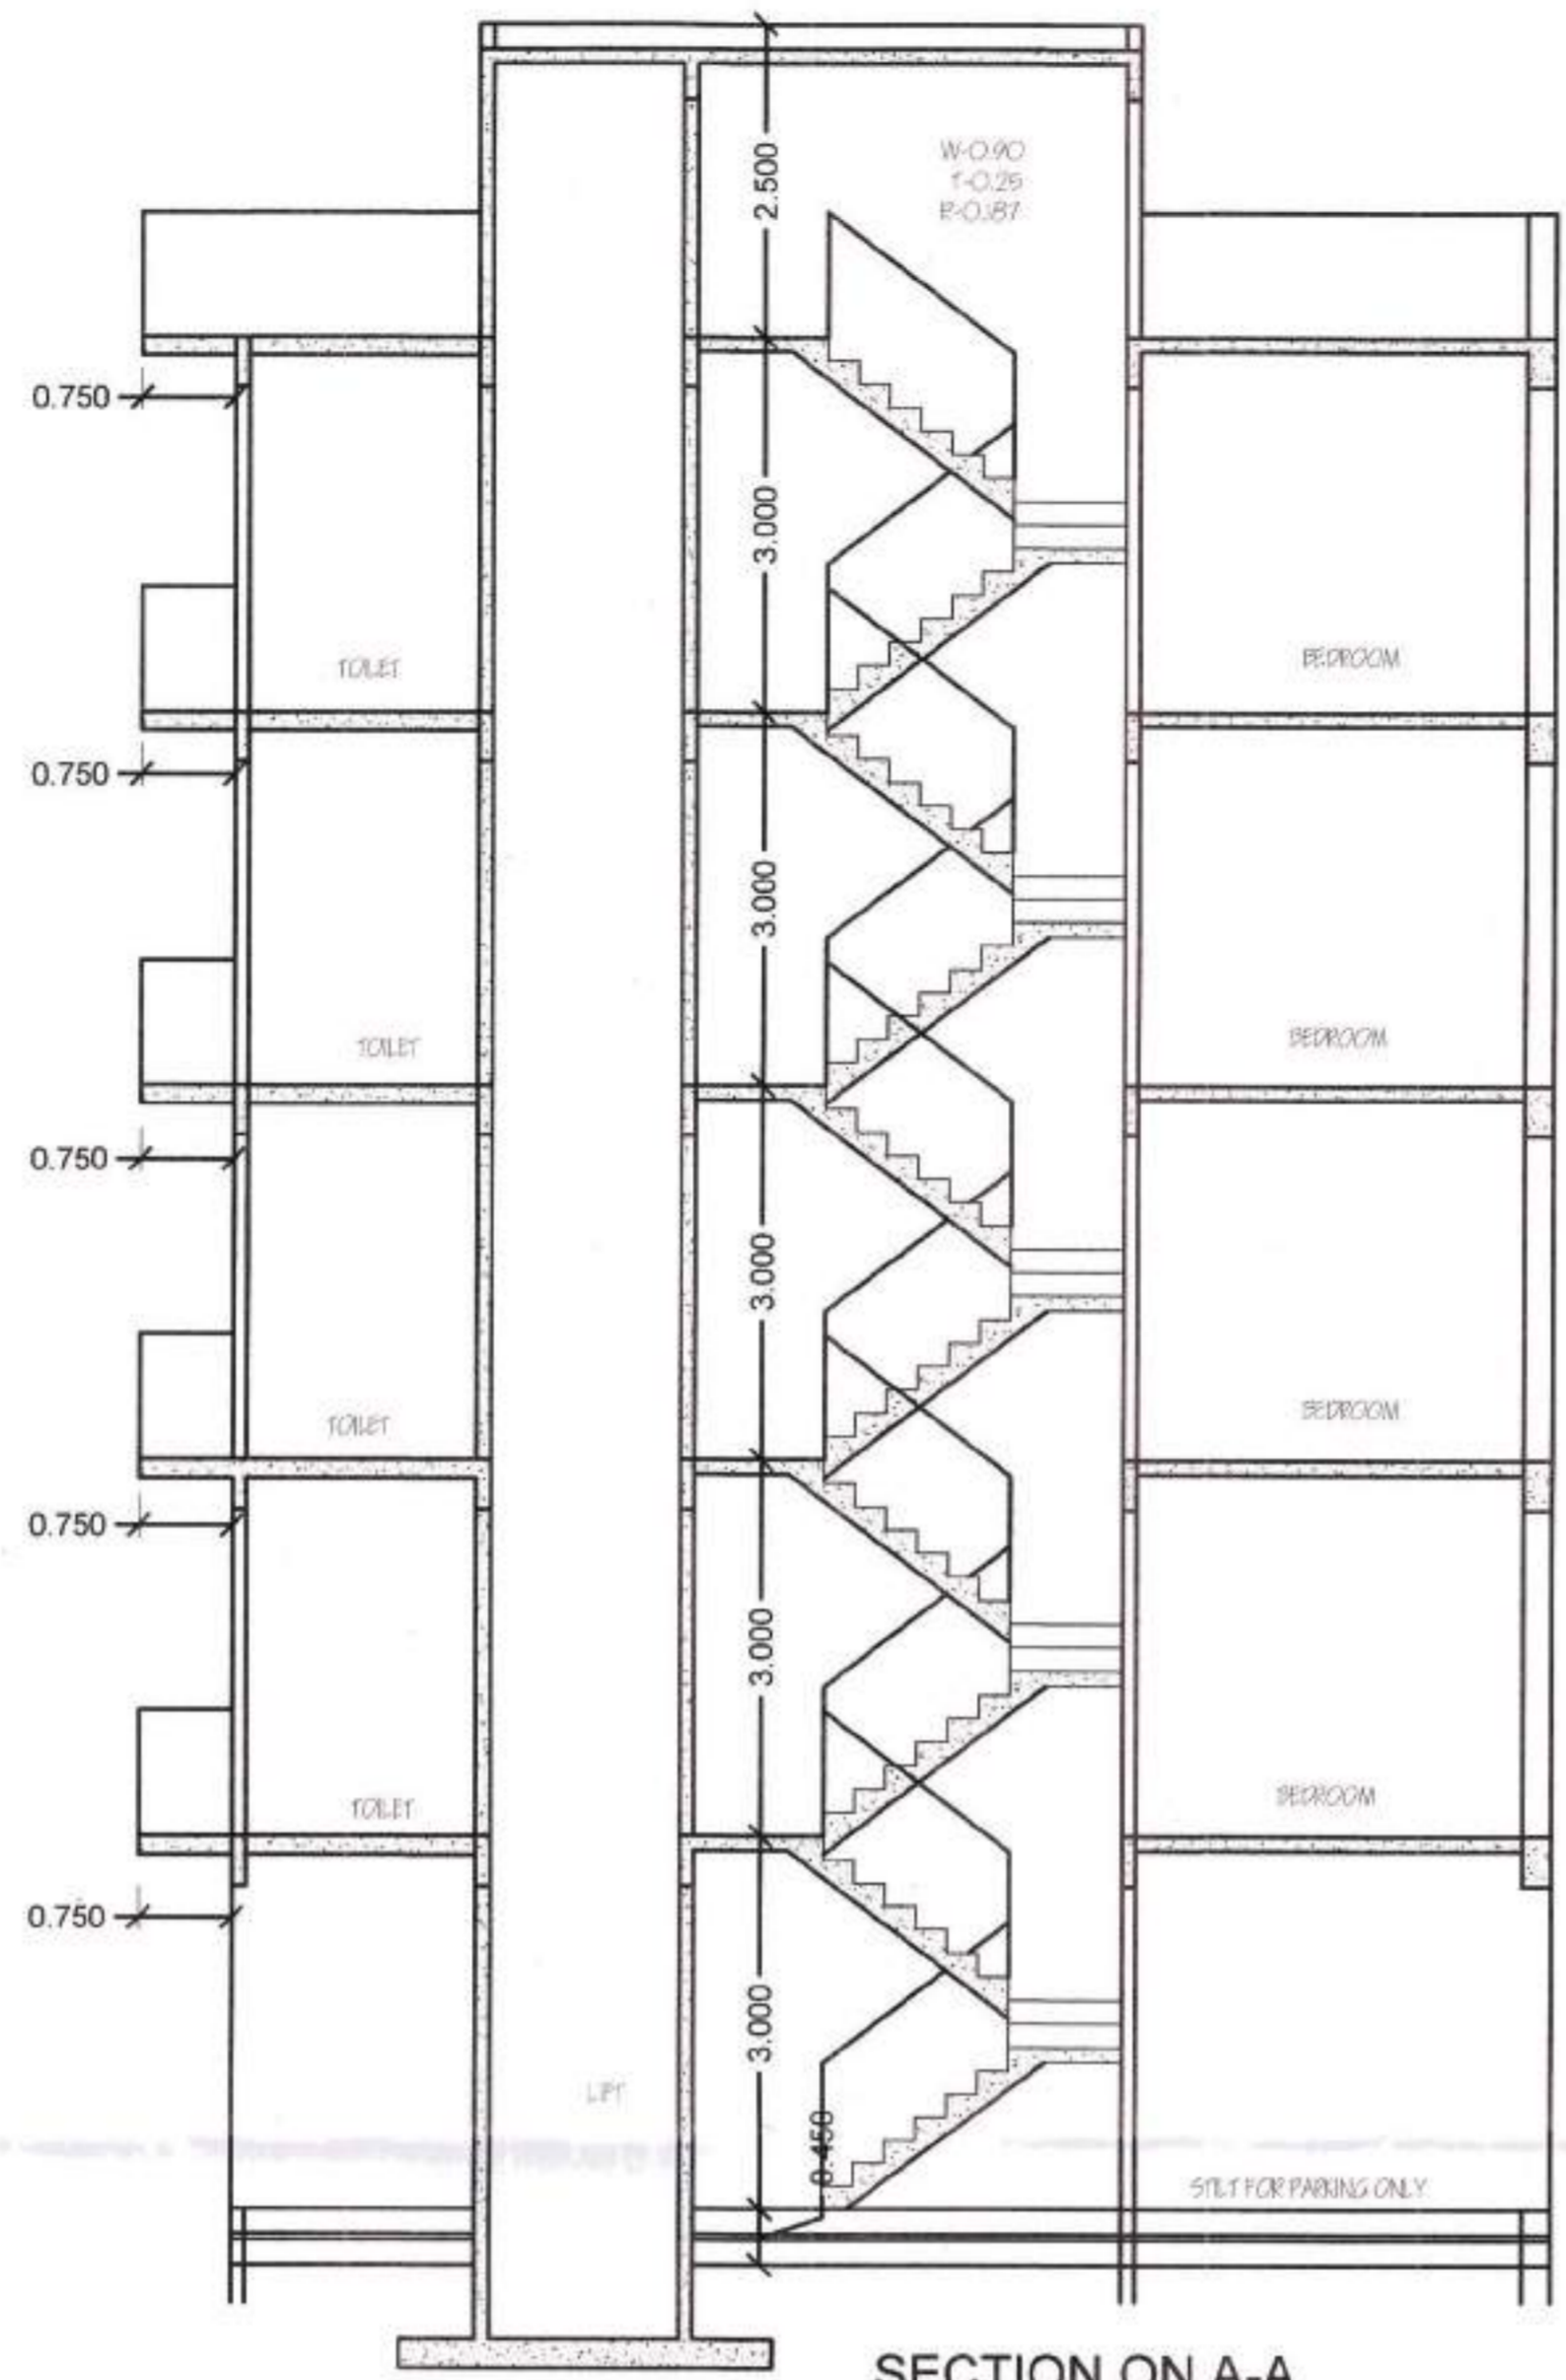 2.500
W-0.90
T-0.25
R-0.187
0.750
3.000
TOILET
BEDROOM
0.750
3.000
TOILET
BEDROOM
0.750
3.000
TOILET
BEDROOM
0.750
3.000
TOILET
BEDROOM
0.750
3.000
LIFT
0.450
STILT FOR PARKING ONLY
SECTION ON A-A